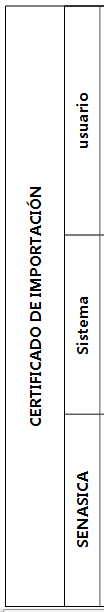 CERTIFICADO DE IMPORTACIÓN
usuario
Sistema
SENASICA